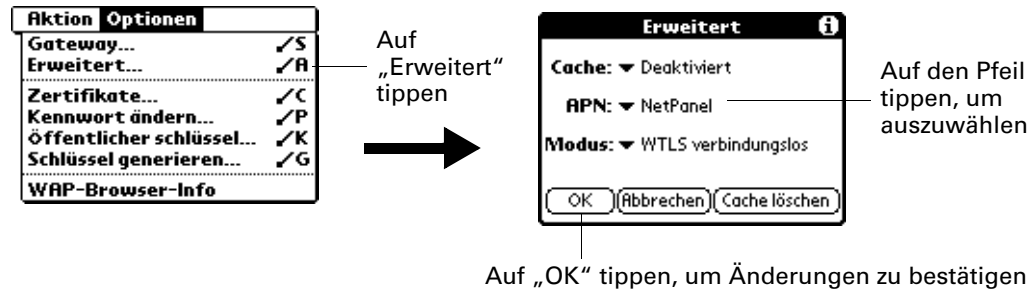 Aktion Optionen
Gateway... ✓S
Erweitert... ✓A
Zertifikate... ✓C
Kennwort ändern... ✓P
Öffentlicher schlüssel... ✓K
Schlüssel generieren... ✓G
WAP-Browser-Info
Auf
„Erweitert“
tippen
Erweitert i
Cache: Deaktiviert
APN: NetPanel
Modus: WTLS verbindungslos
OK Abbrechen Cache löschen
Auf den Pfeil
tippen, um
auszuwählen
Auf „OK“ tippen, um Änderungen zu bestätigen